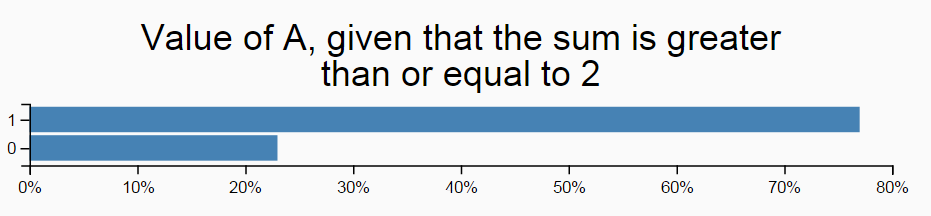 Value of A, given that the sum is greater
than or equal to 2
1
0
0% 10% 20% 30% 40% 50% 60% 70% 80%